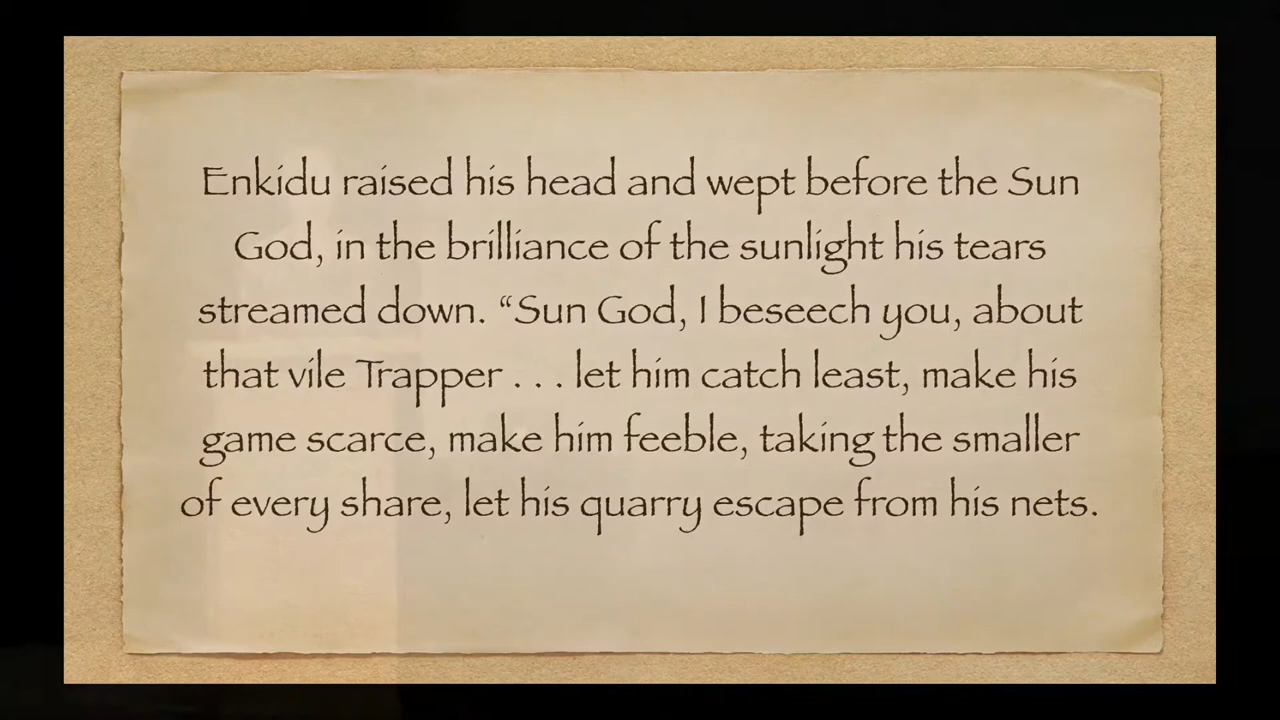 Enkidu raised his head and wept before the Sun
God, in the brilliance of the sunlight his tears
streamed down. “Sun God, I beseech you, about
that vile Trapper . . . let him catch least, make his
game scarce, make him feeble, taking the smaller
of every share, let his quarry escape from his nets.